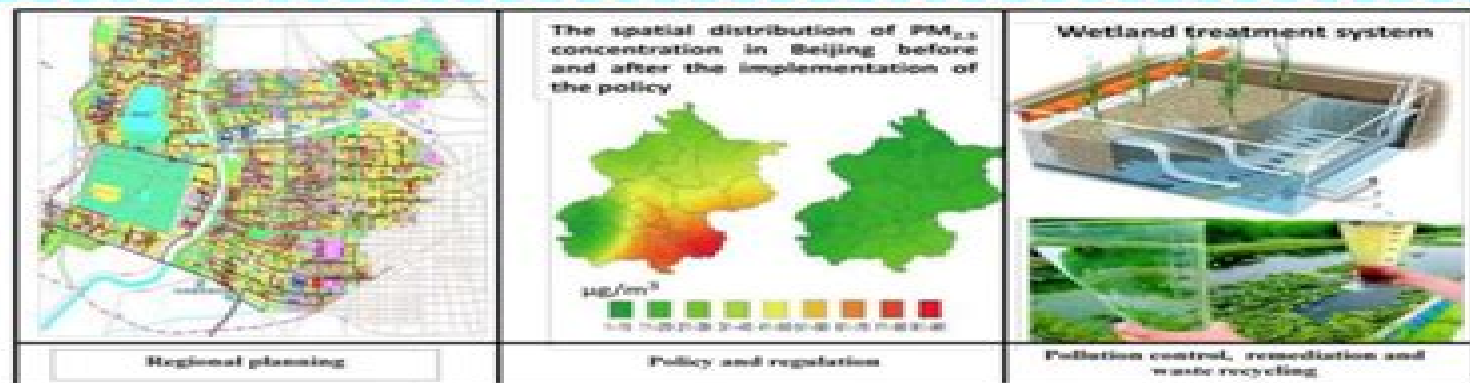 The spatial distribution of PM₂.₅
concentration in Beijing before
and after the implementation of
the policy
Wetland treatment system
μg/m³
Regional planning
Policy and regulation
Pollution control, remediation and
waste recycling